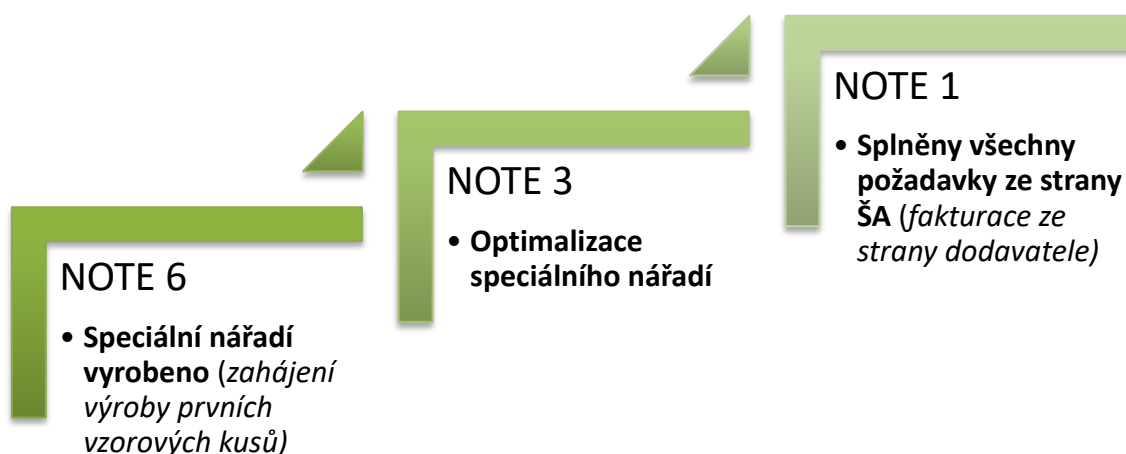 NOTE 6
• Speciální nářadí
vyrobeno (zahájení
výroby prvních
vzorových kusů)
NOTE 3
• Optimalizace
speciálního nářadí
NOTE 1
• Splněny všechny
požadavky ze strany
ŠA (fakturace ze
strany dodavatele)